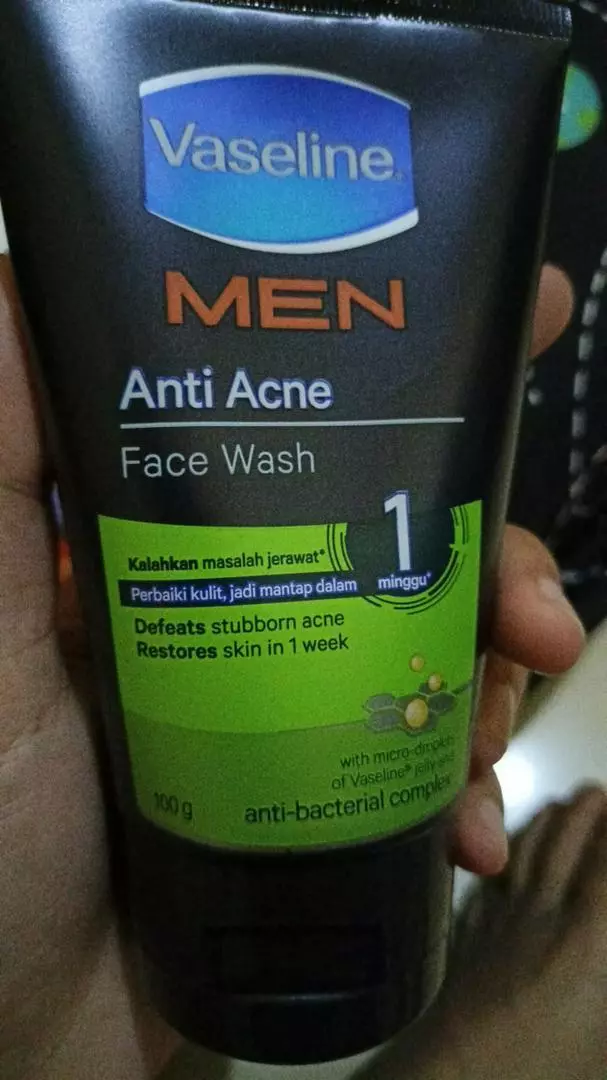 Vaseline
MEN
Anti Acne
Face Wash
Kalahkan masalah jerawat*
1
Perbaiki kulit, jadi mantap dalam minggu*
Defeats stubborn acne
Restores skin in 1 week
with micro-droplets
of Vaseline® jelly and
100 g
anti-bacterial complex